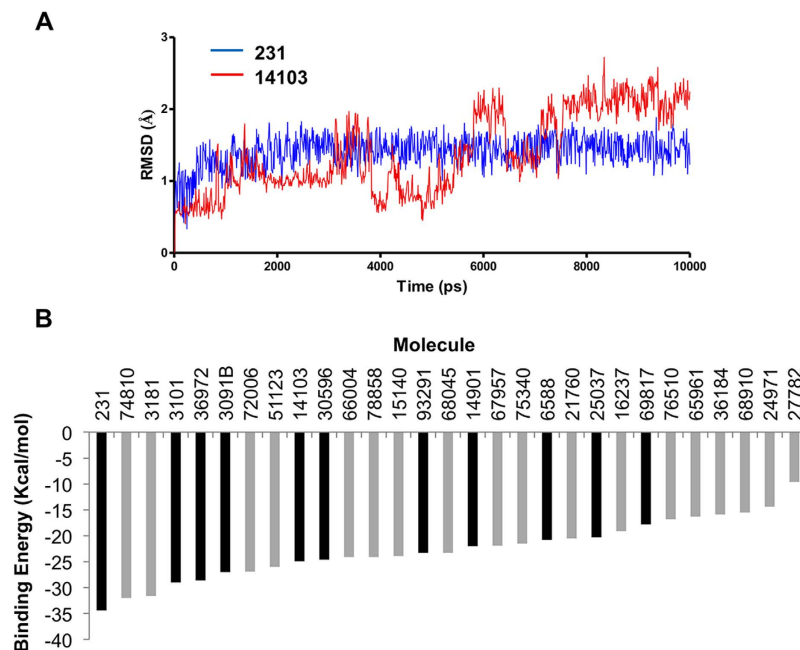 A
231
14103
RMSD (Å)
3
2
1
0
0 2000 4000 6000 8000 10000
Time (ps)
B
Molecule
231 74810 3181 3101 36972 3091B 72006 51123 14103 30596 66004 78858 15140 93291 68045 14901 67957 75340 6588 21760 25037 16237 69817 76510 65961 36184 68910 24971 27782
Binding Energy (Kcal/mol)
0
-5
-10
-15
-20
-25
-30
-35
-40